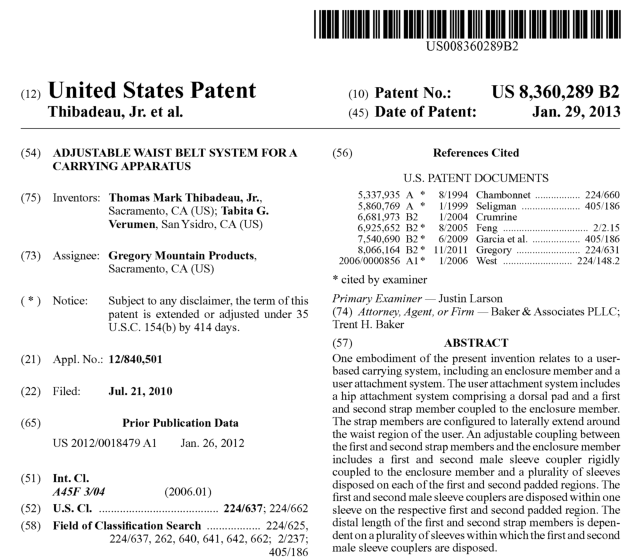 US008360289B2
(12) United States Patent
Thibadeau, Jr. et al.
(10) Patent No.: US 8,360,289 B2
(45) Date of Patent: Jan. 29, 2013
(54) ADJUSTABLE WAIST BELT SYSTEM FOR A
CARRYING APPARATUS
(75) Inventors: Thomas Mark Thibadeau, Jr.,
Sacramento, CA (US); Tabita G.
Verumen, San Ysidro, CA (US)
(73) Assignee: Gregory Mountain Products,
Sacramento, CA (US)
( * ) Notice: Subject to any disclaimer, the term of this
patent is extended or adjusted under 35
U.S.C. 154(b) by 414 days.
(21) Appl. No.: 12/840,501
(22) Filed: Jul. 21, 2010
(65) Prior Publication Data
US 2012/0018479 A1 Jan. 26, 2012
(51) Int. Cl.
A45F 3/04 (2006.01)
(52) U.S. Cl. .................................. 224/637; 224/662
(58) Field of Classification Search .................. 224/625,
224/637, 262, 640, 641, 642, 662; 2/237;
405/186
(56) References Cited
U.S. PATENT DOCUMENTS
5,337,935 A * 8/1994 Chambonnet ............... 224/660
5,860,769 A * 1/1999 Seligman .................... 405/186
6,681,973 B2 1/2004 Crumrine
6,925,652 B2 * 8/2005 Feng ............................. 2/2.15
7,540,690 B2 * 6/2009 Garcia et al. ................ 405/186
8,066,164 B2 * 11/2011 Gregory ...................... 224/631
2006/0000856 A1 * 1/2006 West ......................... 224/148.2
* cited by examiner
Primary Examiner — Justin Larson
(74) Attorney, Agent, or Firm — Baker & Associates PLLC;
Trent H. Baker
(57) ABSTRACT
One embodiment of the present invention relates to a user-
based carrying system, including an enclosure member and a
user attachment system. The user attachment system includes
a hip attachment system comprising a dorsal pad and a first
and second strap member coupled to the enclosure member.
The strap members are configured to laterally extend around
the waist region of the user. An adjustable coupling between
the first and second strap members and the enclosure member
includes a first and second male sleeve coupler rigidly
coupled to the enclosure member and a plurality of sleeves
disposed on each of the first and second padded regions. The
first and second male sleeve couplers are disposed within one
sleeve on the respective first and second padded region. The
distal length of the first and second strap members is depen-
dent on a plurality of sleeves within which the first and second
male sleeve couplers are disposed.